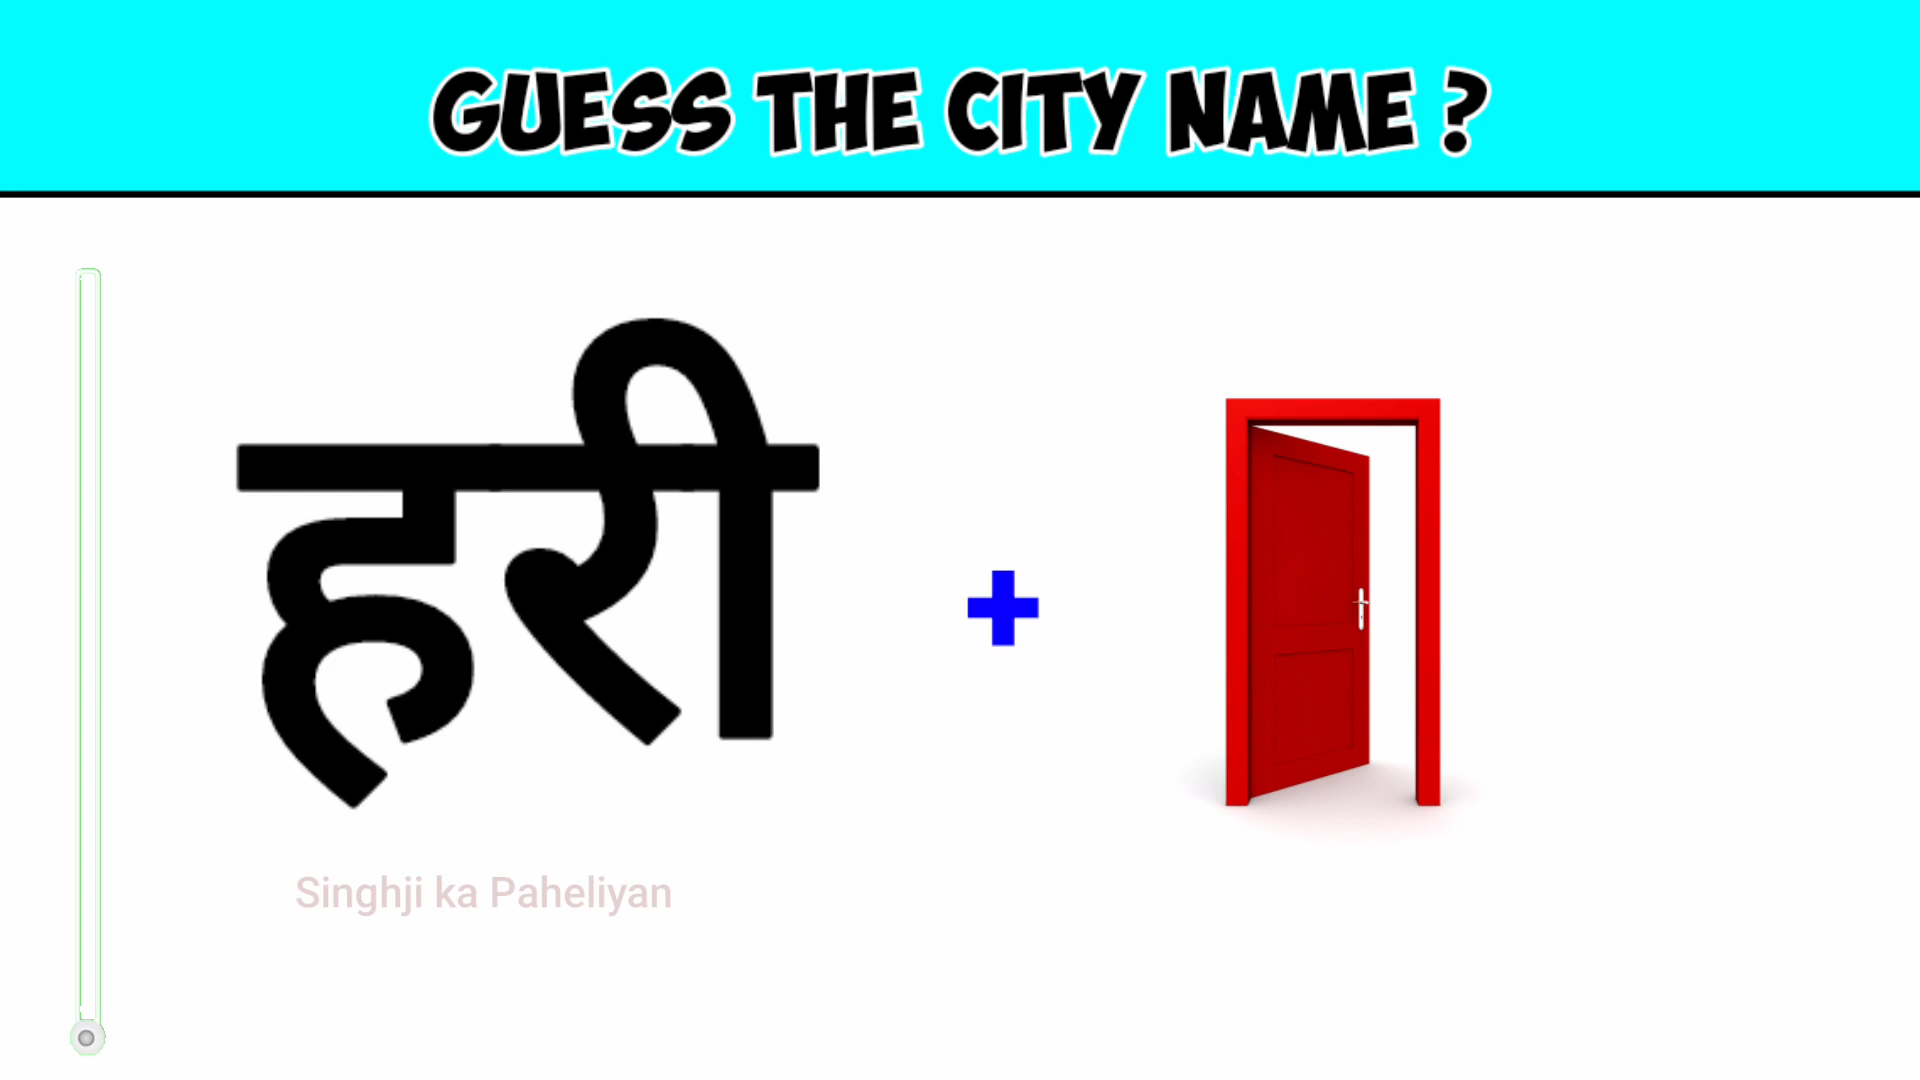 GUESS THE CITY NAME ?
हरी
Singhji ka Paheliyan